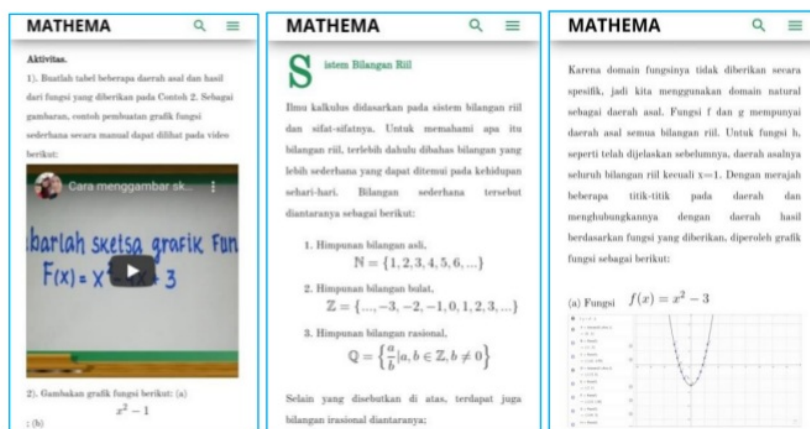 MATHEMA
Aktivitas.
1). Buatlah tabel beberapa daerah asal dan hasil
dari fungsi yang diberikan pada Contoh 2. Sebagai
gambaran, contoh pembuatan grafik fungsi
sederhana secara manual dapat dilihat pada video
berikut:
Cara menggambar sk...
barlah sketsa grafik Fun
F(x) = x² - 4x + 3
2). Gambakan grafik fungsi berikut: (a)
x² − 1
; (b)
MATHEMA
Sistem Bilangan Riil
Ilmu kalkulus didasarkan pada sistem bilangan riil
dan sifat-sifatnya. Untuk memahami apa itu
bilangan riil, terlebih dahulu dibahas bilangan yang
lebih sederhana yang dapat ditemui pada kehidupan
sehari-hari. Bilangan sederhana tersebut
diantaranya sebagai berikut:
1. Himpunan bilangan asli,
ℕ = {1, 2, 3, 4, 5, 6, ...}
2. Himpunan bilangan bulat,
ℤ = {..., −3, −2, −1, 0, 1, 2, 3, ...}
3. Himpunan bilangan rasional,
ℚ = {a/b | a, b ∈ ℤ, b ≠ 0}
Selain yang disebutkan di atas, terdapat juga
bilangan irasional diantaranya:
MATHEMA
Karena domain fungsinya tidak diberikan secara
spesifik, jadi kita menggunakan domain natural
sebagai daerah asal. Fungsi f dan g mempunyai
daerah asal semua bilangan riil. Untuk fungsi h,
seperti telah dijelaskan sebelumnya, daerah asalnya
seluruh bilangan riil kecuali x=1. Dengan merajah
beberapa titik-titik pada daerah dan
menghubungkannya dengan daerah hasil
berdasarkan fungsi yang diberikan, diperoleh grafik
fungsi sebagai berikut:
(a) Fungsi f(x) = x² − 3